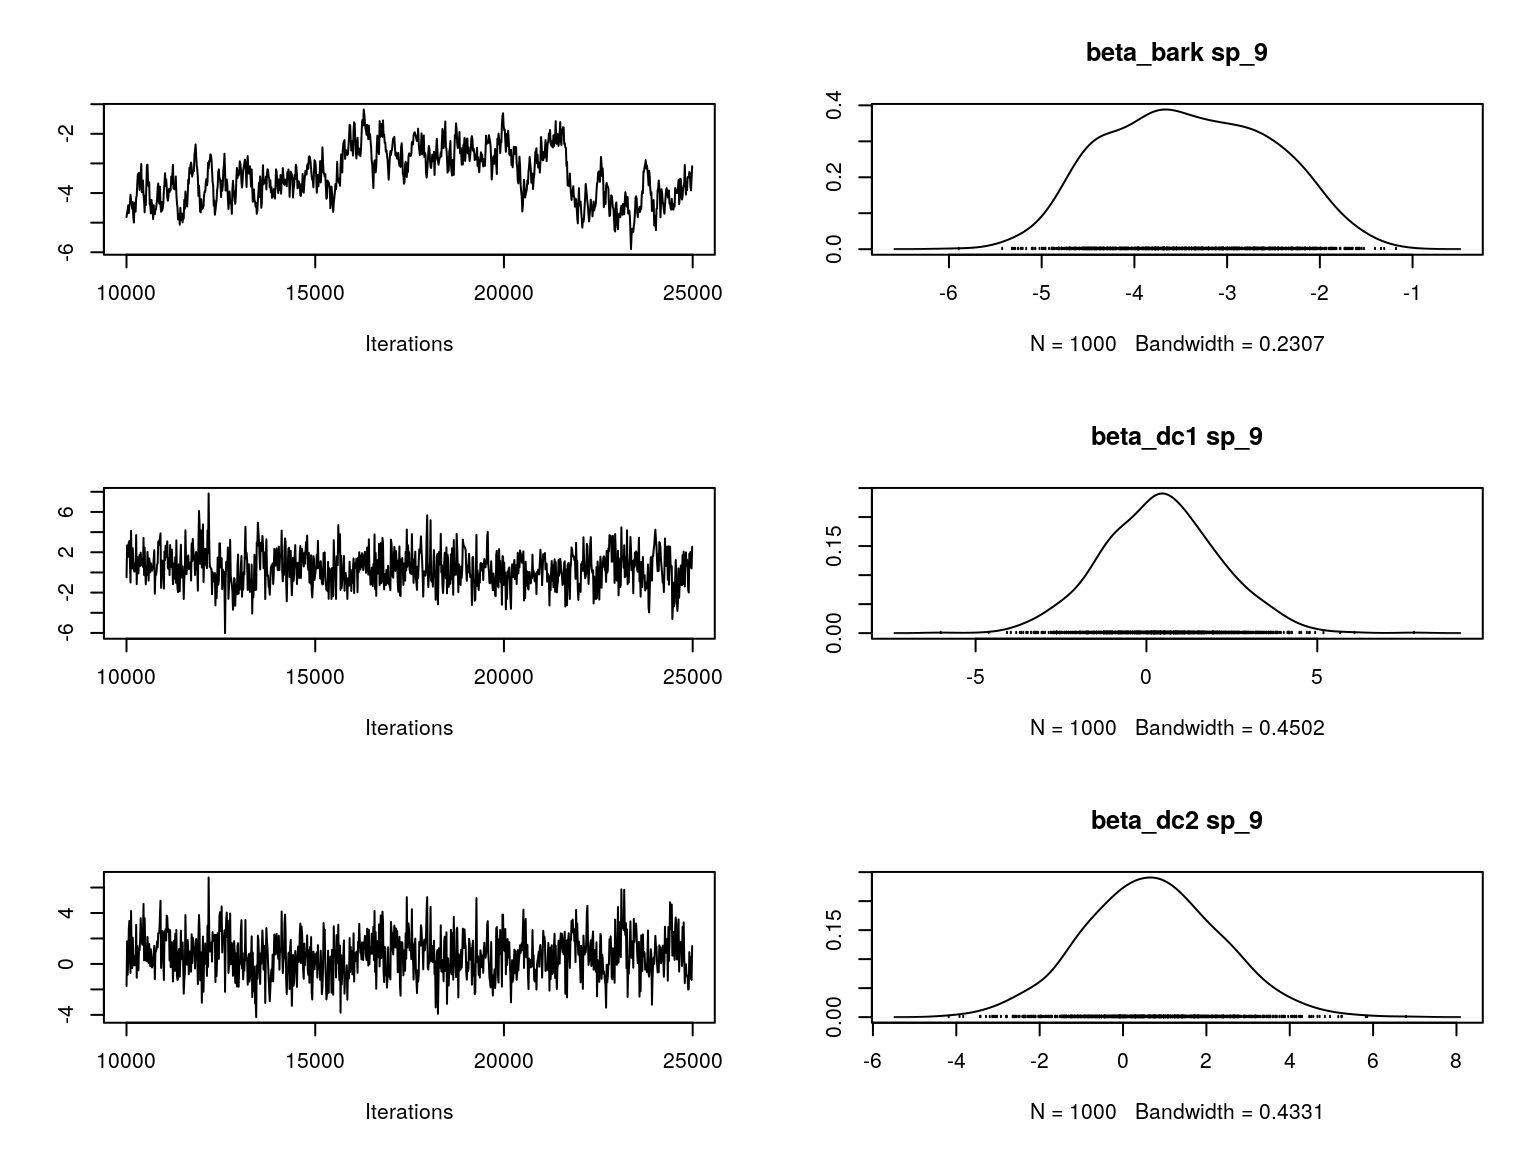 beta_bark sp_9
-2
-4
-6
10000 15000 20000 25000
Iterations
0.4
0.2
0.0
-6 -5 -4 -3 -2 -1
N = 1000 Bandwidth = 0.2307
beta_dc1 sp_9
6
2
-2
-6
10000 15000 20000 25000
Iterations
0.15
0.00
-5 0 5
N = 1000 Bandwidth = 0.4502
beta_dc2 sp_9
4
0
-4
10000 15000 20000 25000
Iterations
0.15
0.00
-6 -4 -2 0 2 4 6 8
N = 1000 Bandwidth = 0.4331